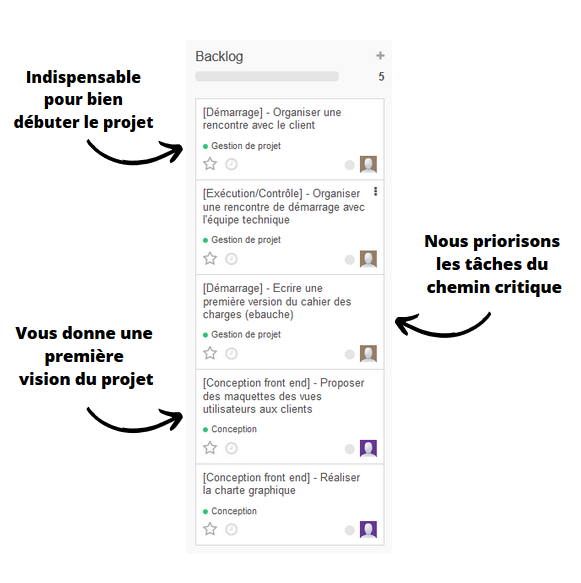 Backlog
5
Indispensable
pour bien
débuter le projet
[Démarrage] - Organiser une
rencontre avec le client
Gestion de projet
[Exécution/Contrôle] - Organiser
une rencontre de démarrage avec
l'équipe technique
Gestion de projet
Nous priorisons
les tâches du
chemin critique
[Démarrage] - Ecrire une
première version du cahier des
charges (ebauche)
Gestion de projet
Vous donne une
première
vision du projet
[Conception front end] - Proposer
des maquettes des vues
utilisateurs aux clients
Conception
[Conception front end] - Réaliser
la charte graphique
Conception